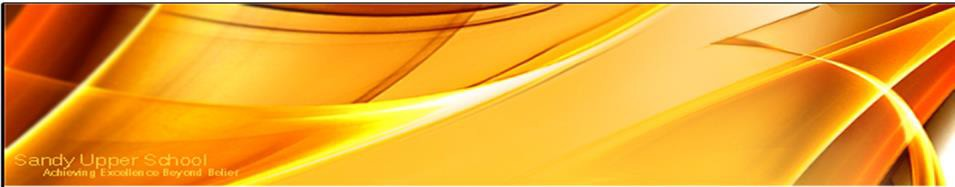 Sandy Upper School
Achieving Excellence Beyond Belief